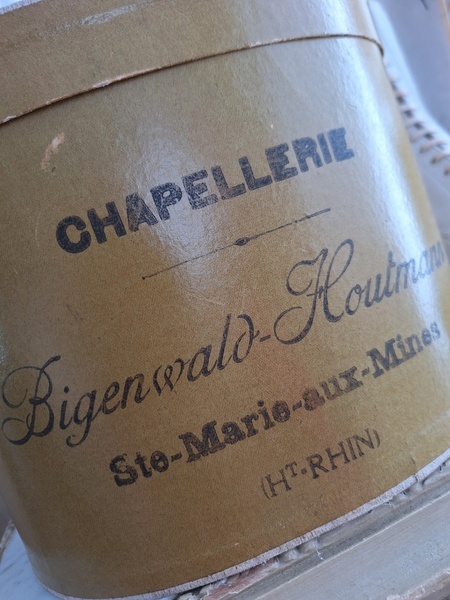 CHAPELLERIE
Bigenwald-Houtmann
Ste-Marie-aux-Mines
(HT-RHIN)